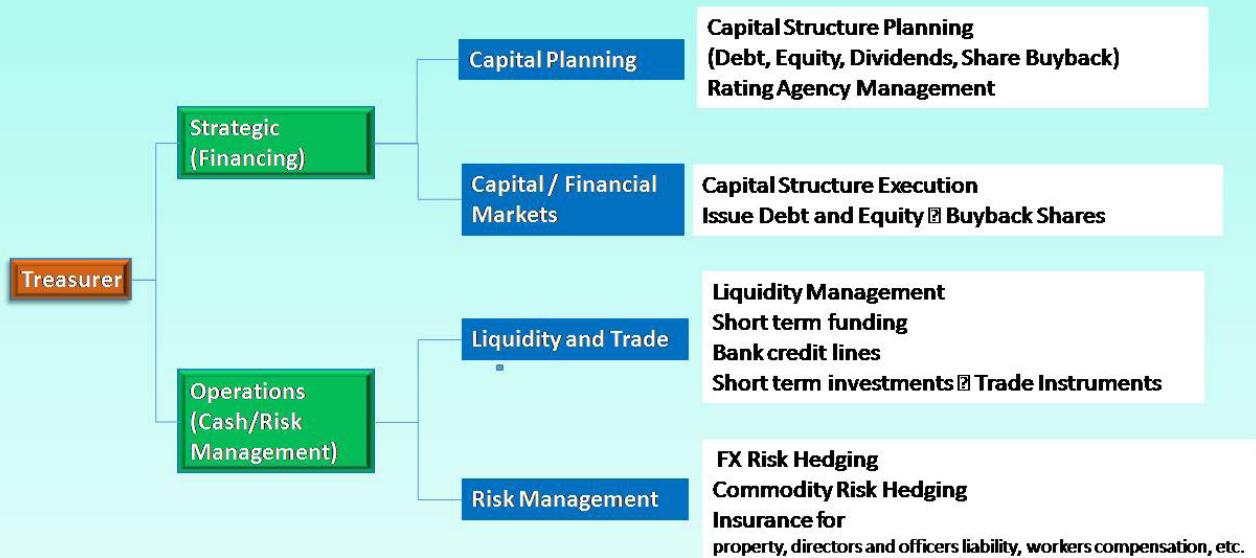 Treasurer
Strategic
(Financing)
Capital Planning
Capital Structure Planning
(Debt, Equity, Dividends, Share Buyback)
Rating Agency Management
Capital / Financial
Markets
Capital Structure Execution
Issue Debt and Equity ⍰ Buyback Shares
Operations
(Cash/Risk
Management)
Liquidity and Trade
Liquidity Management
Short term funding
Bank credit lines
Short term investments ⍰ Trade Instruments
Risk Management
FX Risk Hedging
Commodity Risk Hedging
Insurance for
property, directors and officers liability, workers compensation, etc.